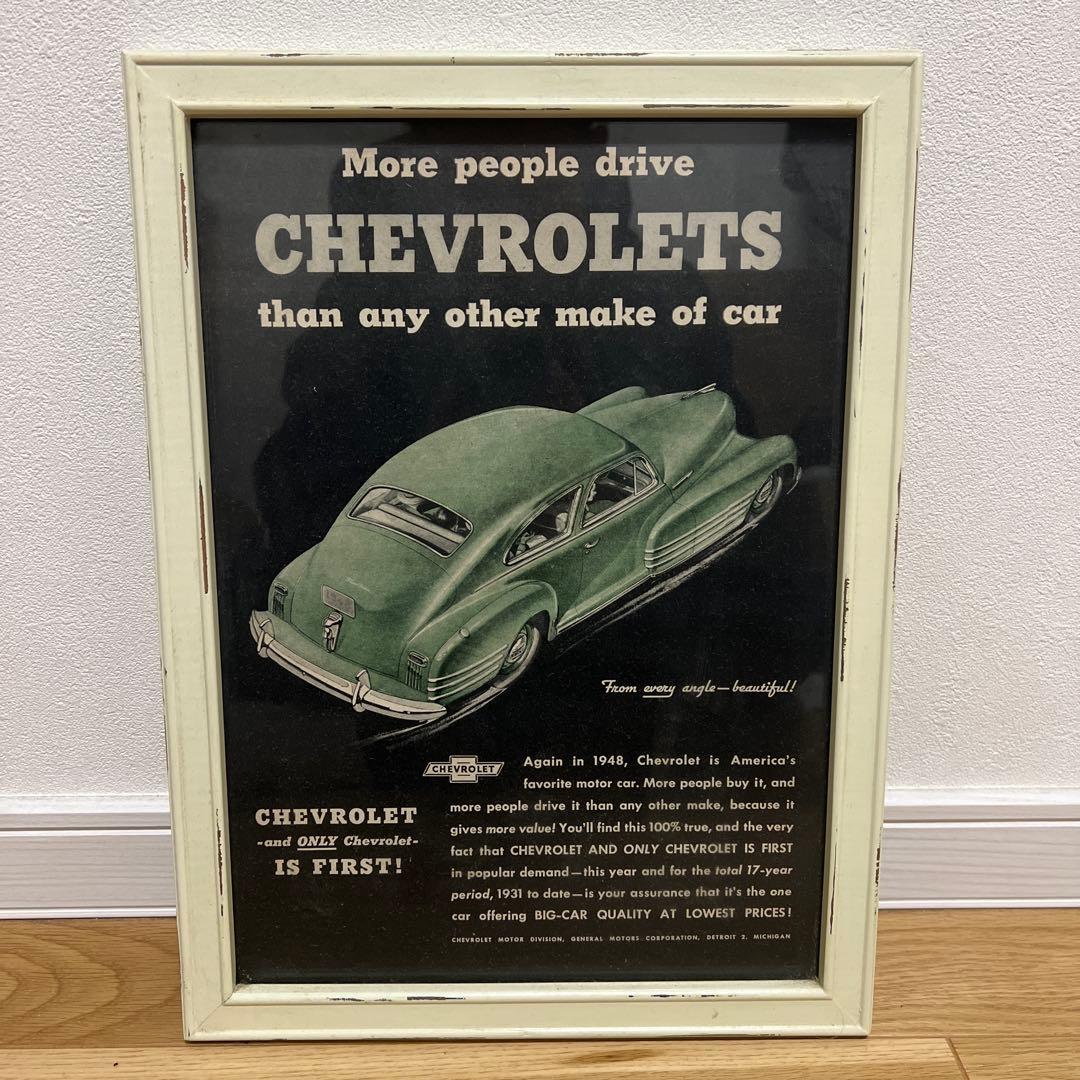 More people drive
CHEVROLETS
than any other make of car
From every angle—beautiful!
CHEVROLET
CHEVROLET
-and ONLY Chevrolet-
IS FIRST!
Again in 1948, Chevrolet is America's
favorite motor car. More people buy it, and
more people drive it than any other make, because it
gives more value! You'll find this 100% true, and the very
fact that CHEVROLET AND ONLY CHEVROLET IS FIRST
in popular demand—this year and for the total 17-year
period, 1931 to date—is your assurance that it's the one
car offering BIG-CAR QUALITY AT LOWEST PRICES!
CHEVROLET MOTOR DIVISION, GENERAL MOTORS CORPORATION, DETROIT 2, MICHIGAN